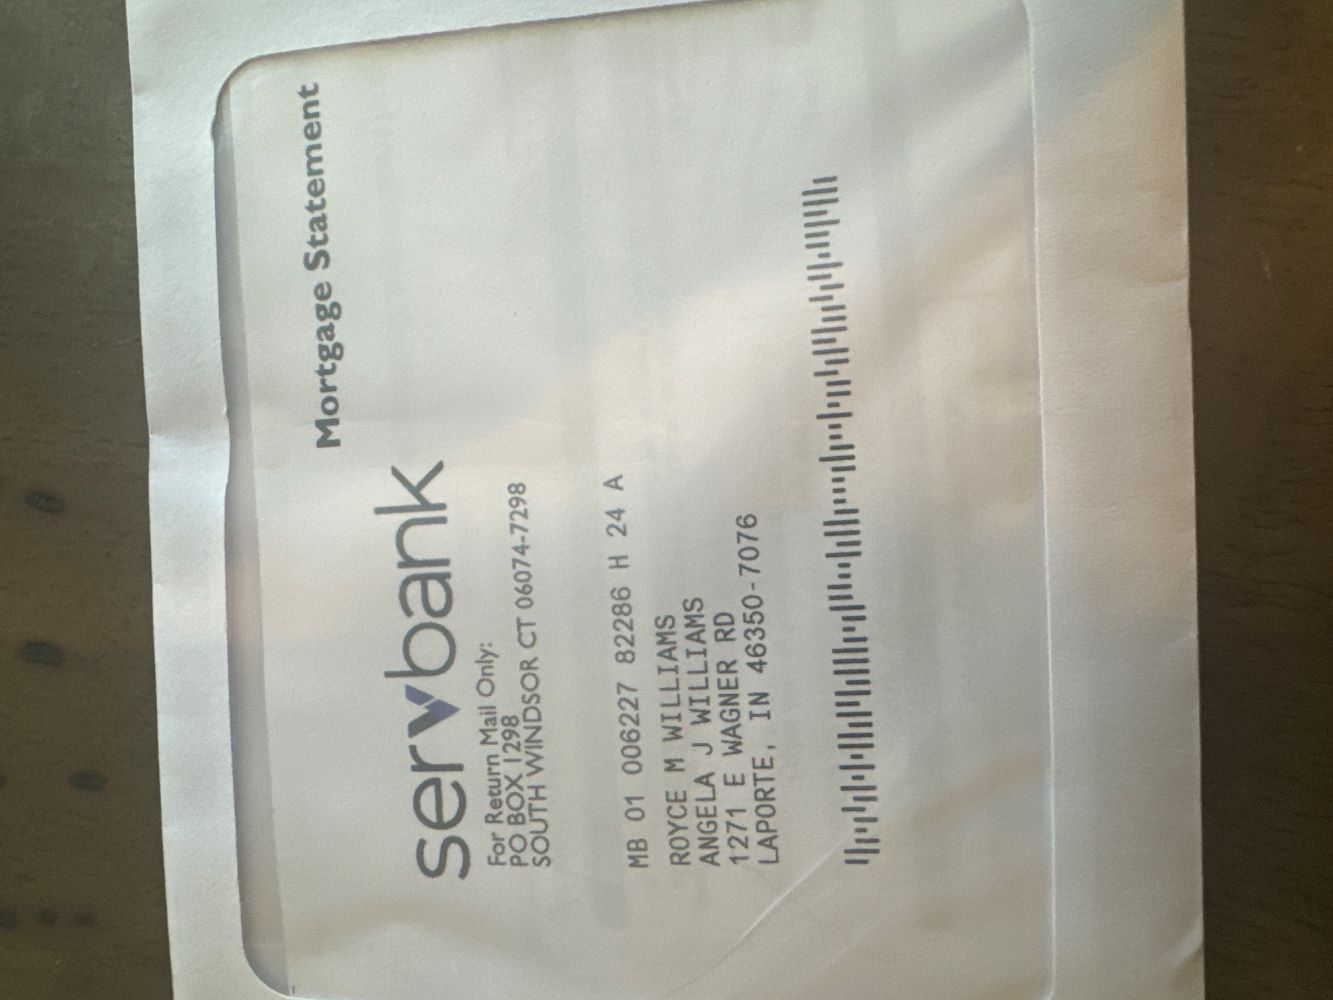 Mortgage Statement
servbank
For Return Mail Only:
PO BOX 1298
SOUTH WINDSOR CT 06074-7298
MB 01 006227 82286 H 24 A
ROYCE M WILLIAMS
ANGELA J WILLIAMS
1271 E WAGNER RD
LAPORTE, IN 46350-7076